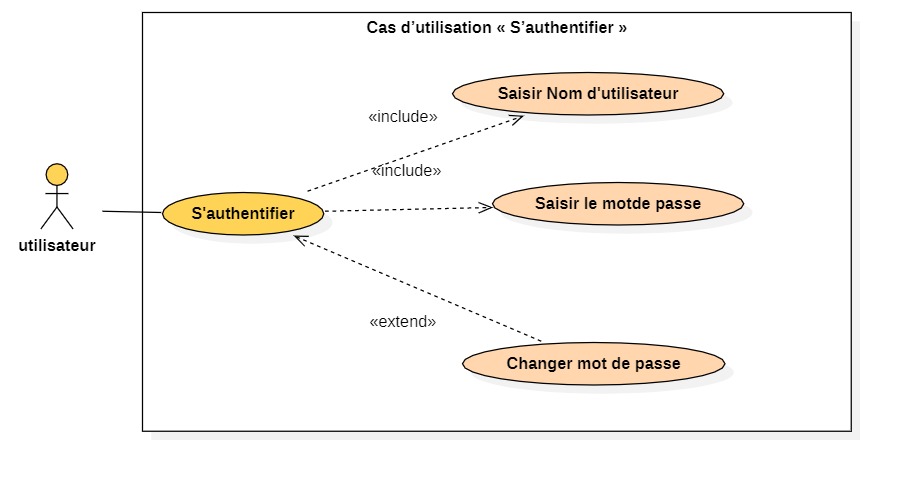 Cas d’utilisation « S’authentifier »
Saisir Nom d'utilisateur
«include»
«include»
Saisir le motde passe
S'authentifier
utilisateur
«extend»
Changer mot de passe